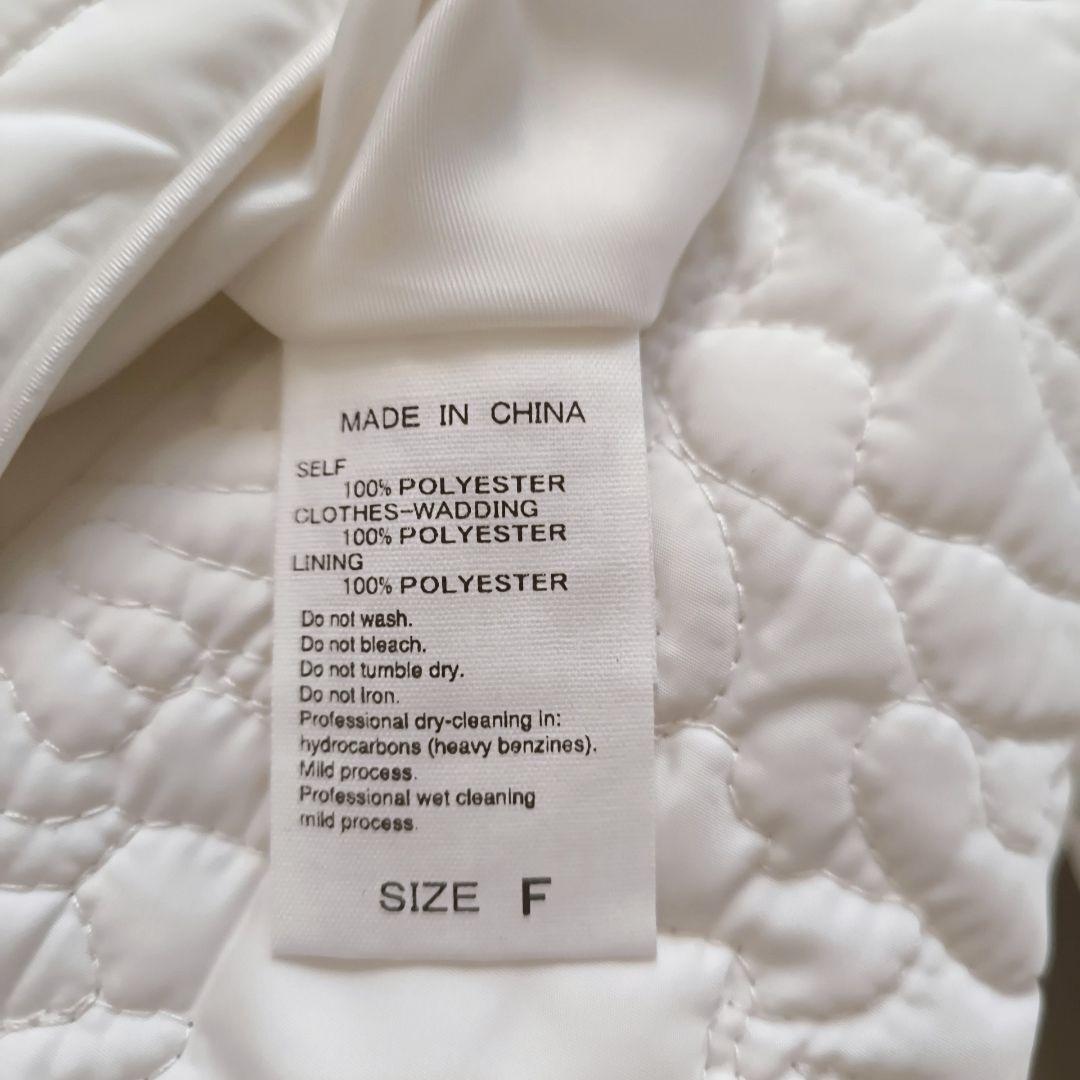 MADE IN CHINA
SELF
100% POLYESTER
CLOTHES-WADDING
100% POLYESTER
LINING
100% POLYESTER
Do not wash.
Do not bleach.
Do not tumble dry.
Do not Iron.
Professional dry-cleaning in:
hydrocarbons (heavy benzines).
Mild process.
Professional wet cleaning
mild process.
SIZE F